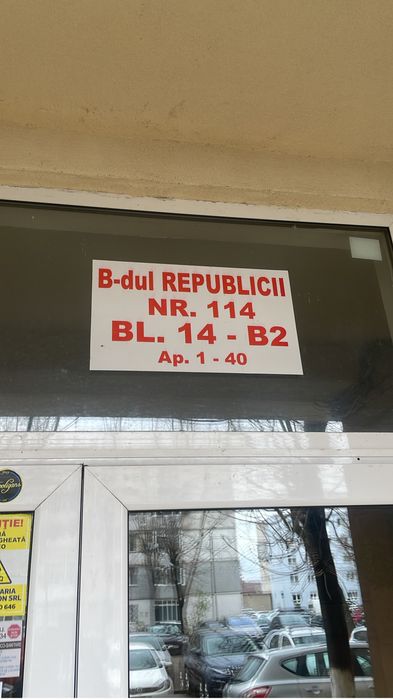 B-dul REPUBLICII
NR. 114
BL. 14 - B2
Ap. 1 - 40